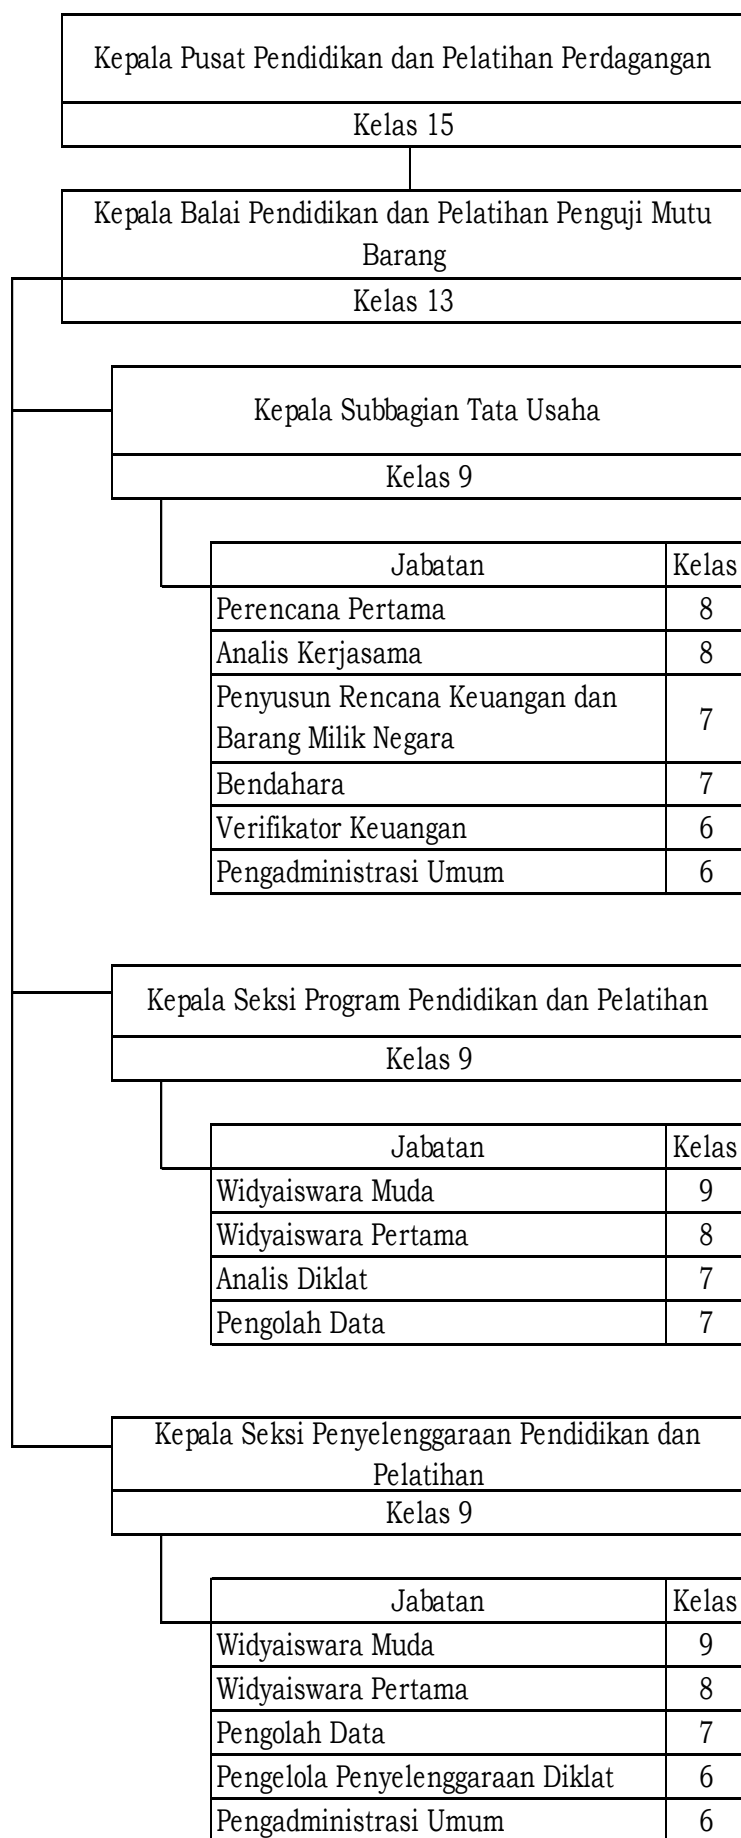 Kepala Pusat Pendidikan dan Pelatihan Perdagangan
Kelas 15
Kepala Balai Pendidikan dan Pelatihan Penguji Mutu
Barang
Kelas 13
Kepala Subbagian Tata Usaha
Kelas 9
Jabatan Kelas
Perencana Pertama 8
Analis Kerjasama 8
Penyusun Rencana Keuangan dan
Barang Milik Negara 7
Bendahara 7
Verifikator Keuangan 6
Pengadministrasi Umum 6
Kepala Seksi Program Pendidikan dan Pelatihan
Kelas 9
Jabatan Kelas
Widyaiswara Muda 9
Widyaiswara Pertama 8
Analis Diklat 7
Pengolah Data 7
Kepala Seksi Penyelenggaraan Pendidikan dan
Pelatihan
Kelas 9
Jabatan Kelas
Widyaiswara Muda 9
Widyaiswara Pertama 8
Pengolah Data 7
Pengelola Penyelenggaraan Diklat 6
Pengadministrasi Umum 6